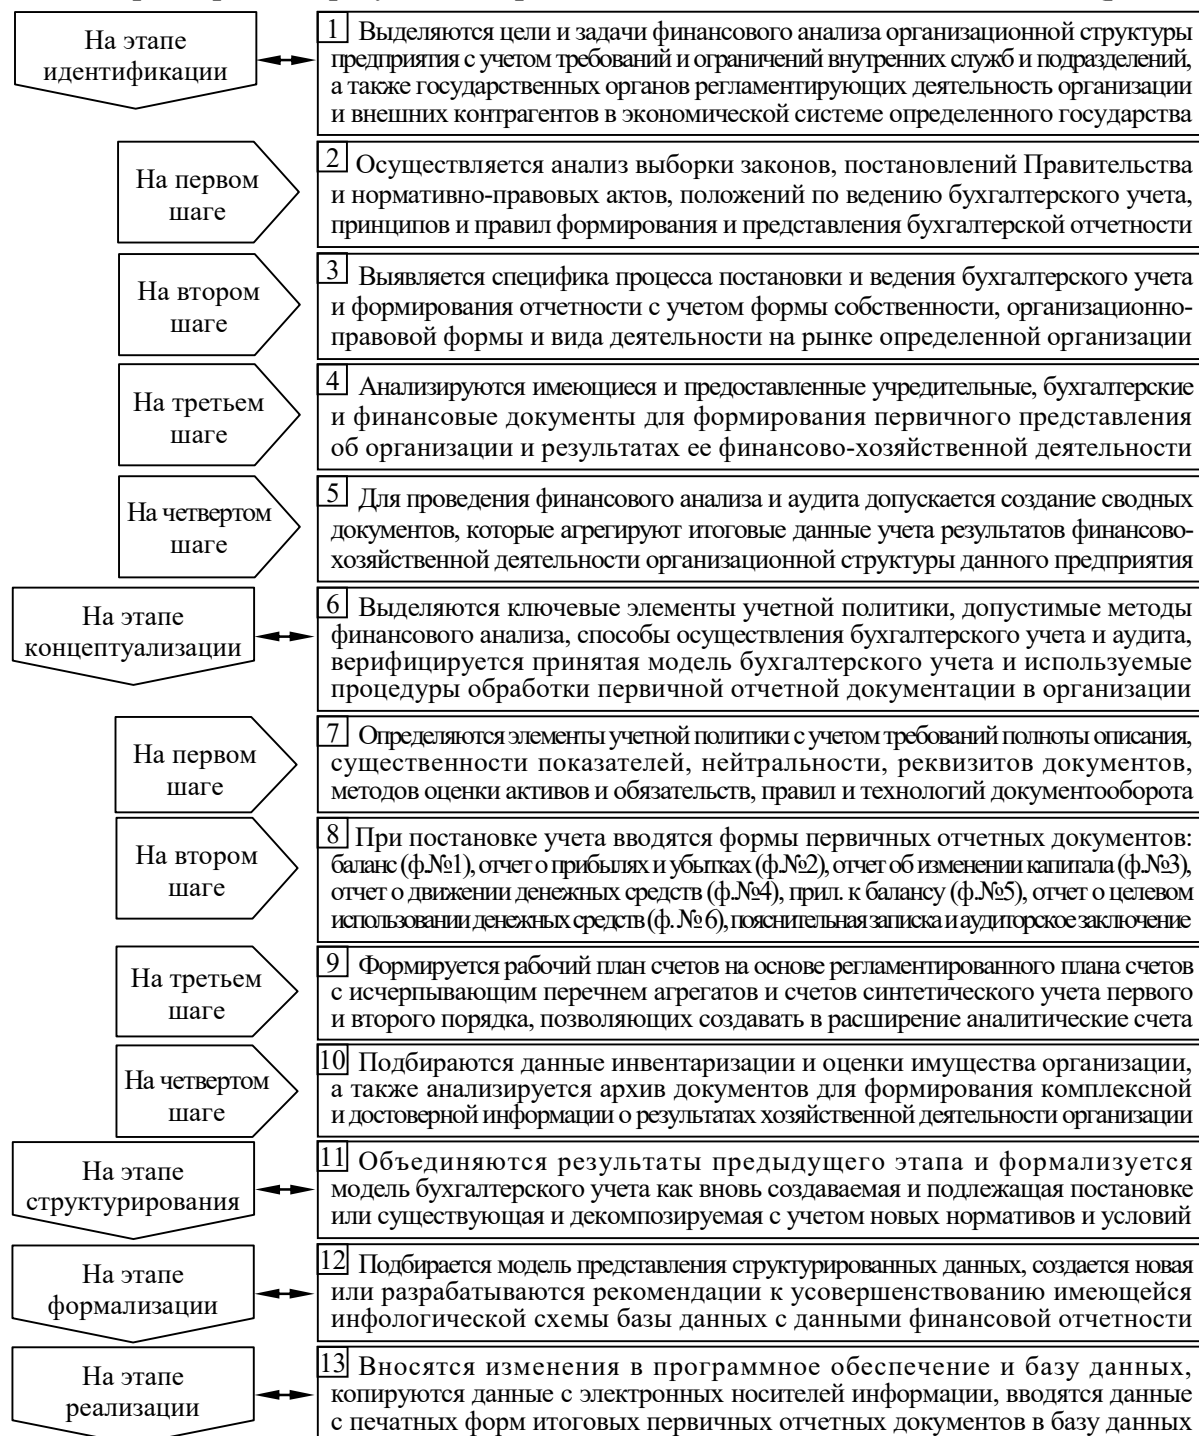 На этапе
идентификации
1 Выделяются цели и задачи финансового анализа организационной структуры
предприятия с учетом требований и ограничений внутренних служб и подразделений,
а также государственных органов регламентирующих деятельность организации
и внешних контрагентов в экономической системе определенного государства
На первом
шаге
2 Осуществляется анализ выборки законов, постановлений Правительства
и нормативно-правовых актов, положений по ведению бухгалтерского учета,
принципов и правил формирования и представления бухгалтерской отчетности
На втором
шаге
3 Выявляется специфика процесса постановки и ведения бухгалтерского учета
и формирования отчетности с учетом формы собственности, организационно-
правовой формы и вида деятельности на рынке определенной организации
На третьем
шаге
4 Анализируются имеющиеся и предоставленные учредительные, бухгалтерские
и финансовые документы для формирования первичного представления
об организации и результатах ее финансово-хозяйственной деятельности
На четвертом
шаге
5 Для проведения финансового анализа и аудита допускается создание сводных
документов, которые агрегируют итоговые данные учета результатов финансово-
хозяйственной деятельности организационной структуры данного предприятия
На этапе
концептуализации
6 Выделяются ключевые элементы учетной политики, допустимые методы
финансового анализа, способы осуществления бухгалтерского учета и аудита,
верифицируется принятая модель бухгалтерского учета и используемые
процедуры обработки первичной отчетной документации в организации
На первом
шаге
7 Определяются элементы учетной политики с учетом требований полноты описания,
существенности показателей, нейтральности, реквизитов документов,
методов оценки активов и обязательств, правил и технологий документооборота
На втором
шаге
8 При постановке учета вводятся формы первичных отчетных документов:
баланс (ф.№1), отчет о прибылях и убытках (ф.№2), отчет об изменении капитала (ф.№3),
отчет о движении денежных средств (ф.№4), прил. к балансу (ф.№5), отчет о целевом
использовании денежных средств (ф. № 6), пояснительная записка и аудиторское заключение
На третьем
шаге
9 Формируется рабочий план счетов на основе регламентированного плана счетов
с исчерпывающим перечнем агрегатов и счетов синтетического учета первого
и второго порядка, позволяющих создавать в расширение аналитические счета
На четвертом
шаге
10 Подбираются данные инвентаризации и оценки имущества организации,
а также анализируется архив документов для формирования комплексной
и достоверной информации о результатах хозяйственной деятельности организации
На этапе
структурирования
11 Объединяются результаты предыдущего этапа и формализуется
модель бухгалтерского учета как вновь создаваемая и подлежащая постановке
или существующая и декомпозируемая с учетом новых нормативов и условий
На этапе
формализации
12 Подбирается модель представления структурированных данных, создается новая
или разрабатываются рекомендации к усовершенствованию имеющейся
инфологической схемы базы данных с данными финансовой отчетности
На этапе
реализации
13 Вносятся изменения в программное обеспечение и базу данных,
копируются данные с электронных носителей информации, вводятся данные
с печатных форм итоговых первичных отчетных документов в базу данных